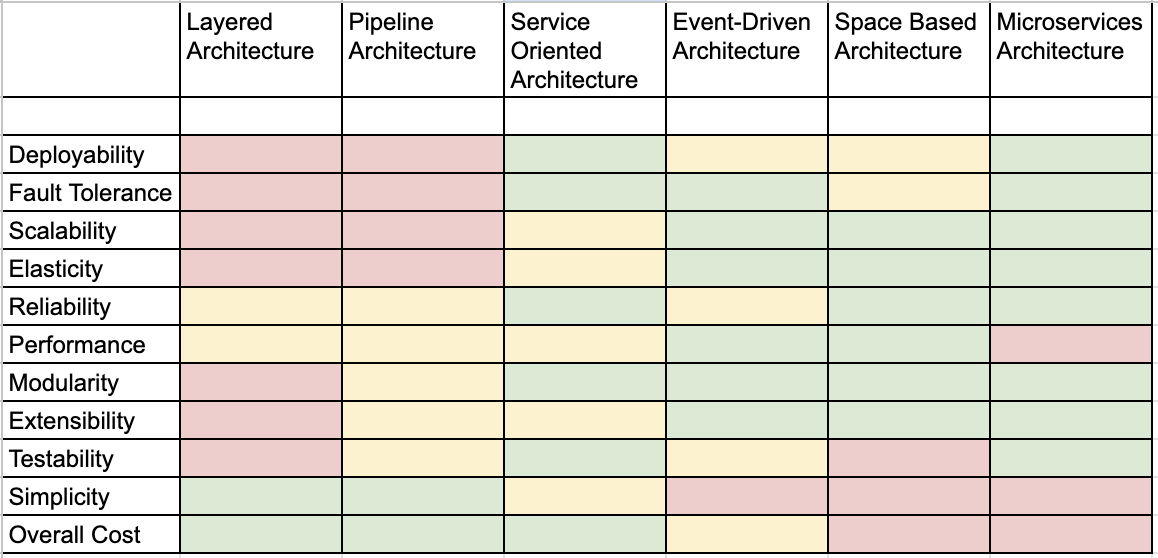 Layered
Architecture
Pipeline
Architecture
Service
Oriented
Architecture
Event-Driven
Architecture
Space Based
Architecture
Microservices
Architecture
Deployability
Fault Tolerance
Scalability
Elasticity
Reliability
Performance
Modularity
Extensibility
Testability
Simplicity
Overall Cost